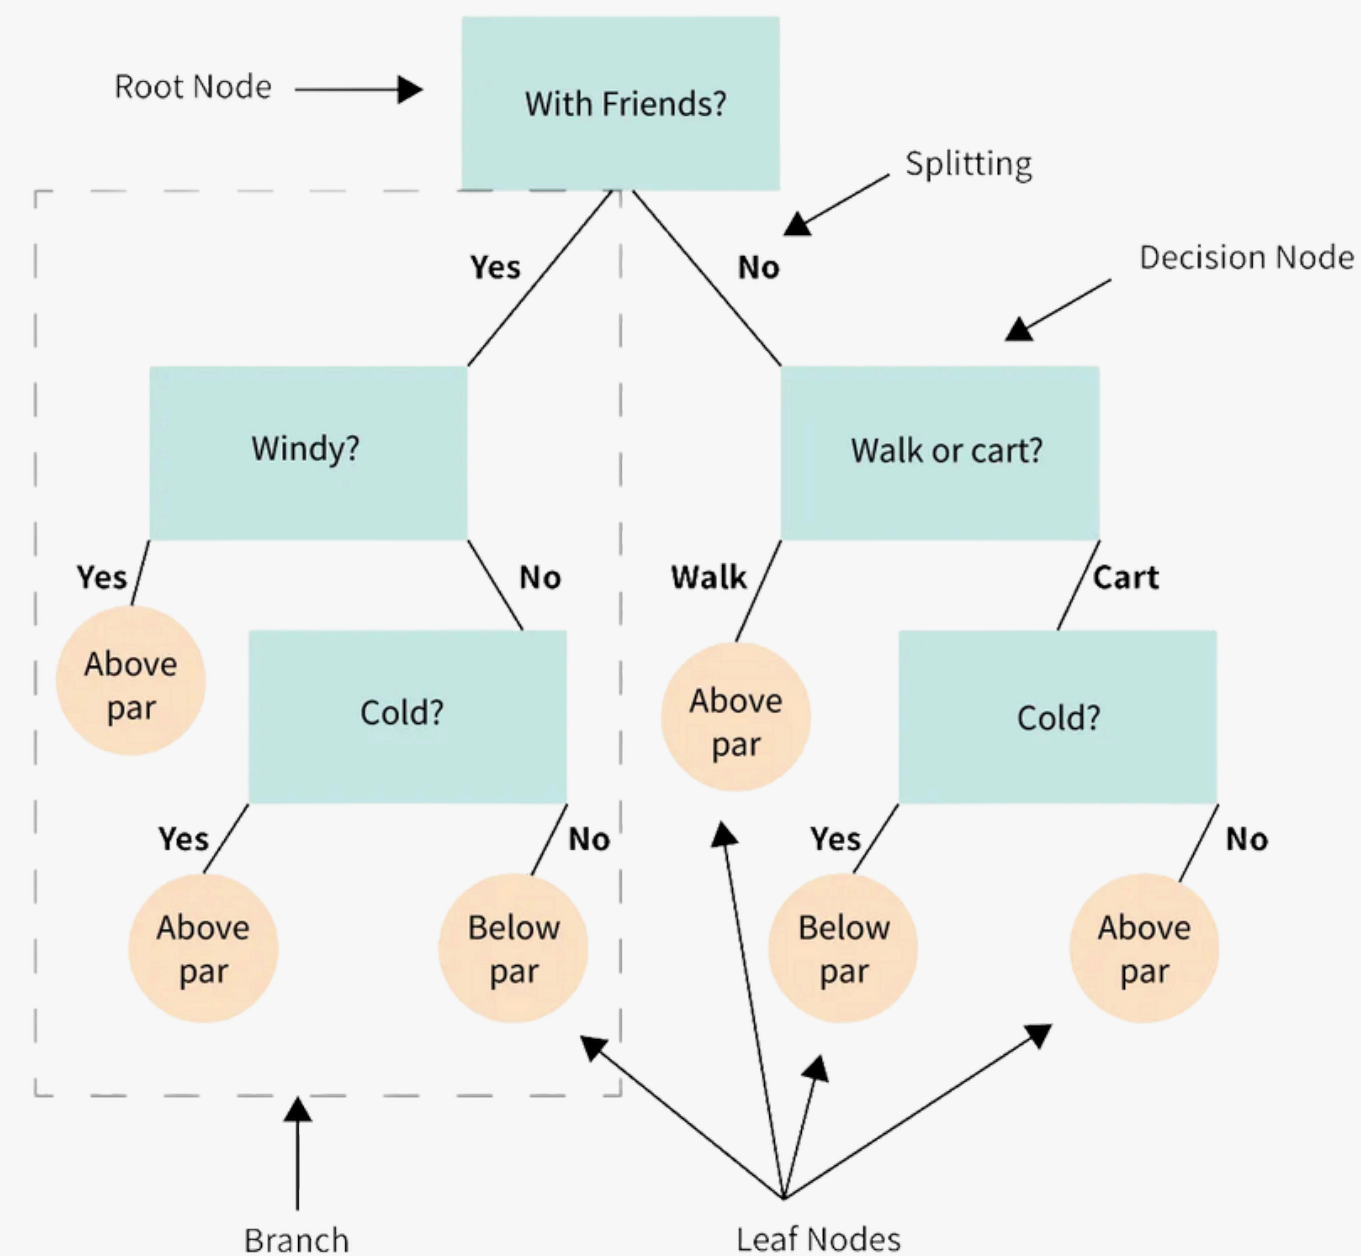 Root Node
With Friends?
Splitting
Yes
No
Decision Node
Windy?
Walk or cart?
Yes
No
Walk
Cart
Above
par
Cold?
Above
par
Cold?
Yes
No
Yes
No
Above
par
Below
par
Below
par
Above
par
Branch
Leaf Nodes